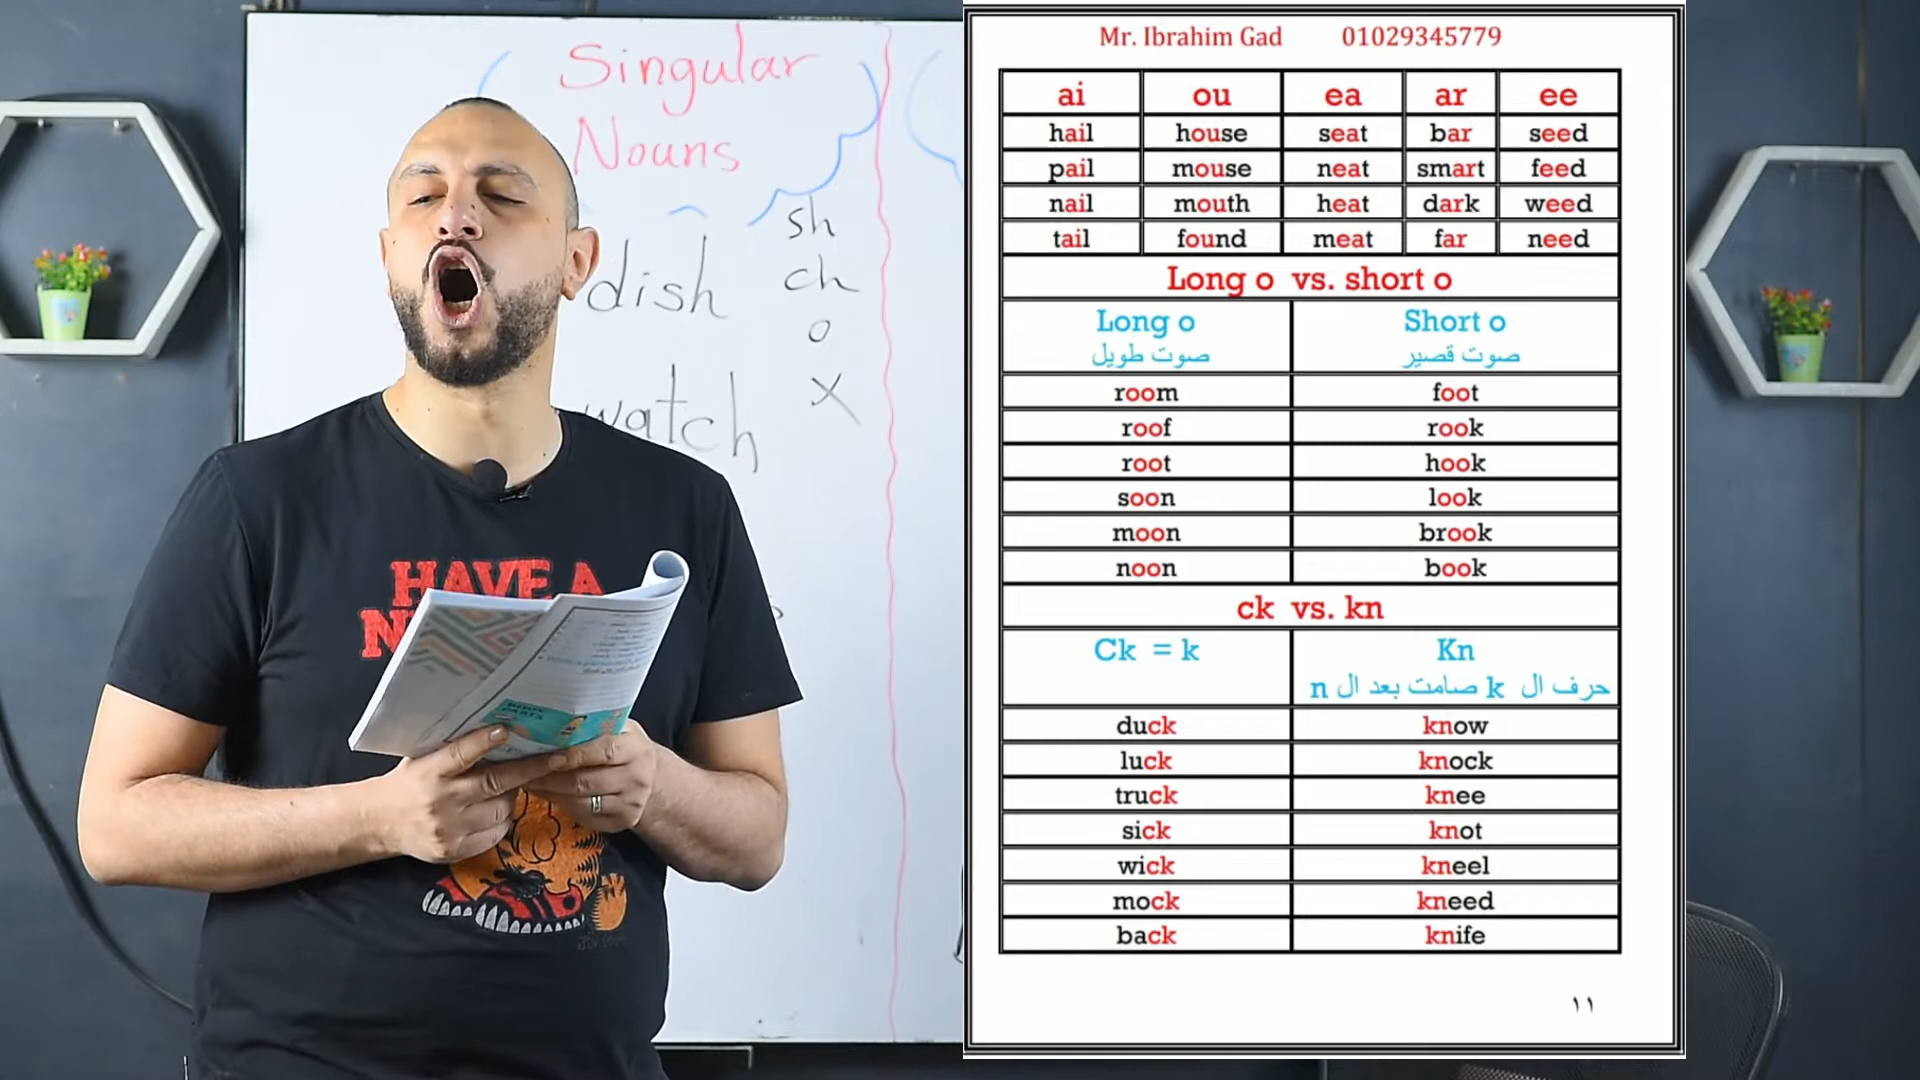 Singular
Nouns
sh
dish
ch
o
watch
x
HAVE A
Mr. Ibrahim Gad 01029345779
ai ou ea ar ee
hail house seat bar seed
pail mouse neat smart feed
nail mouth heat dark weed
tail found meat far need
Long o vs. short o
Long o Short o
صوت طويل صوت قصير
room foot
roof rook
root hook
soon look
moon brook
noon book
ck vs. kn
Ck = k Kn
حرف ال k صامت بعد ال n
duck know
luck knock
truck knee
sick knot
wick kneel
mock kneed
back knife
١١